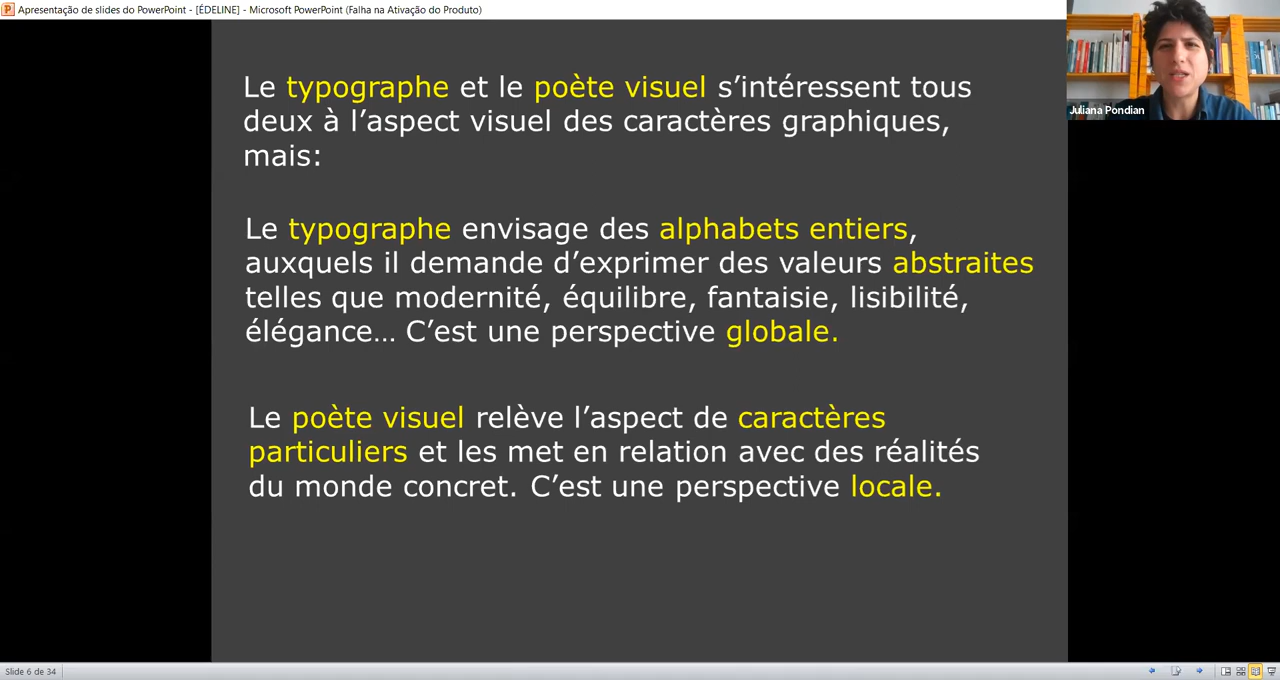 Apresentação de slides do PowerPoint - [ÉDELINE] - Microsoft PowerPoint (Falha na Ativação do Produto)
Juliana Pondian
Le typographe et le poète visuel s’intéressent tous
deux à l’aspect visuel des caractères graphiques,
mais:
Le typographe envisage des alphabets entiers,
auxquels il demande d’exprimer des valeurs abstraites
telles que modernité, équilibre, fantaisie, lisibilité,
élégance… C’est une perspective globale.
Le poète visuel relève l’aspect de caractères
particuliers et les met en relation avec des réalités
du monde concret. C’est une perspective locale.
Slide 6 de 34